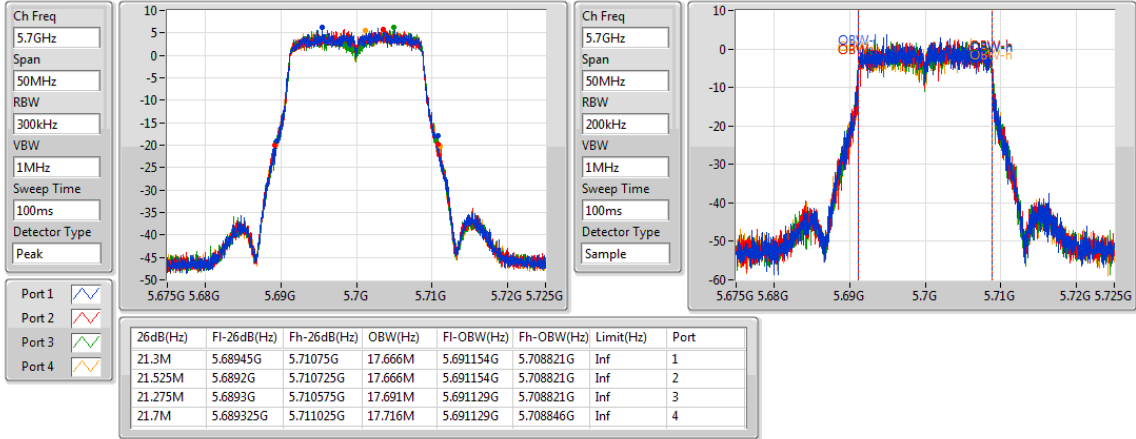 Ch Freq
5.7GHz
Span
50MHz
RBW
300kHz
VBW
1MHz
Sweep Time
100ms
Detector Type
Peak
10
5
0
-5
-10
-15
-20
-25
-30
-35
-40
-45
-50
5.675G 5.68G 5.69G 5.7G 5.71G 5.72G 5.725G
Ch Freq
5.7GHz
Span
50MHz
RBW
200kHz
VBW
1MHz
Sweep Time
100ms
Detector Type
Sample
10
0
-10
-20
-30
-40
-50
-60
OBW-l
OBW-h
OBW-h
5.675G 5.68G 5.69G 5.7G 5.71G 5.72G 5.725G
Port 1
Port 2
Port 3
Port 4
26dB(Hz) Fl-26dB(Hz) Fh-26dB(Hz) OBW(Hz) Fl-OBW(Hz) Fh-OBW(Hz) Limit(Hz) Port
21.3M 5.68945G 5.71075G 17.666M 5.691154G 5.708821G Inf 1
21.525M 5.6892G 5.710725G 17.666M 5.691154G 5.708821G Inf 2
21.275M 5.6893G 5.710575G 17.691M 5.691129G 5.708821G Inf 3
21.7M 5.689325G 5.711025G 17.716M 5.691129G 5.708846G Inf 4